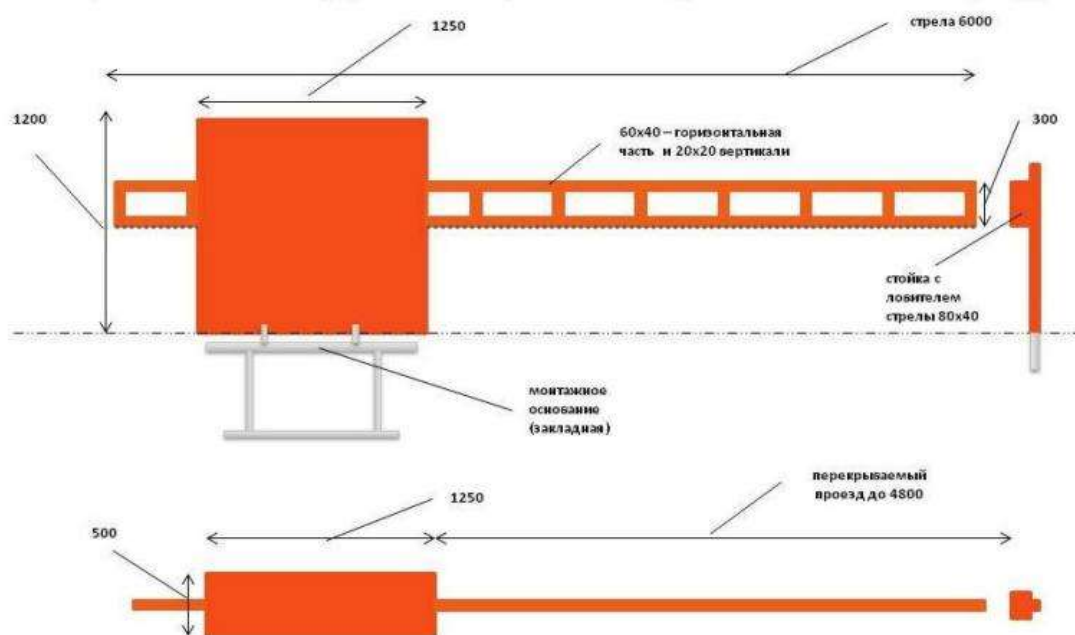 1250
стрела 6000
1200
60х40 – горизонтальная
часть и 20х20 вертикали
300
стойка с
ловителем
стрелы 80х40
монтажное
основание
(закладная)
перекрываемый
проезд до 4800
1250
500